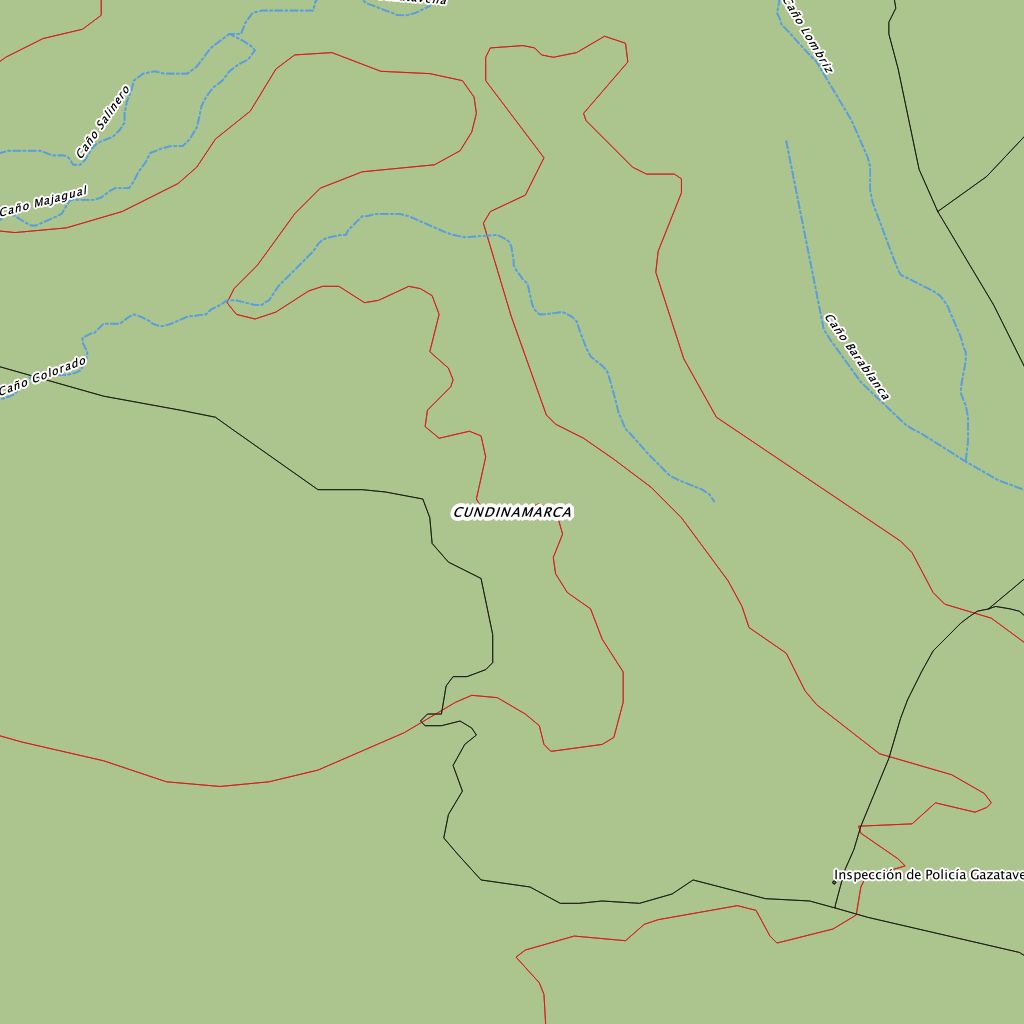 Caño Lombriz
Caño Salinero
Caño Majagual
Caño Barablanca
Caño Colorado
CUNDINAMARCA
Inspección de Policía Gazatave